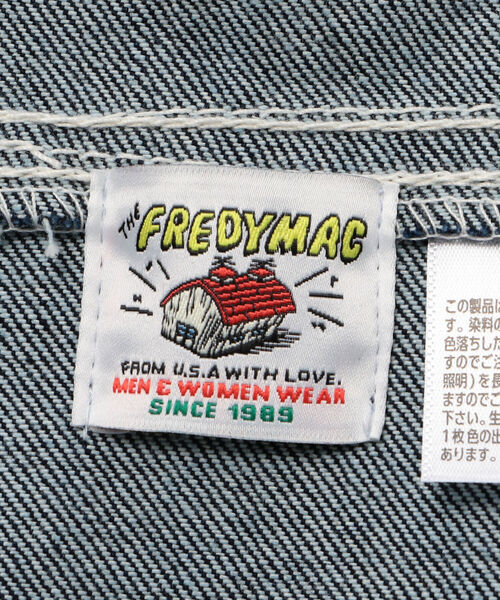 THE FREDYMAC
FROM U.S.A WITH LOVE.
MEN & WOMEN WEAR
SINCE 1989
この製品は
す。染料の
色落ちした
すのでご注
照明)を長
ますのでご
下さい。生
1枚色の出
あります。